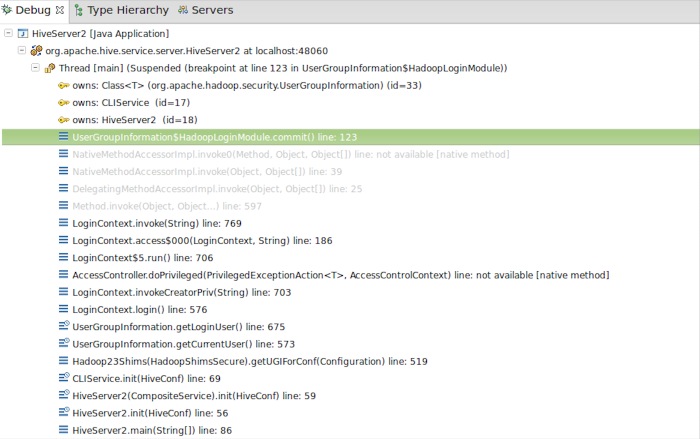 Debug Type Hierarchy Servers
HiveServer2 [Java Application]
org.apache.hive.service.server.HiveServer2 at localhost:48060
Thread [main] (Suspended (breakpoint at line 123 in UserGroupInformation$HadoopLoginModule))
owns: Class<T> (org.apache.hadoop.security.UserGroupInformation) (id=33)
owns: CLIService (id=17)
owns: HiveServer2 (id=18)
UserGroupInformation$HadoopLoginModule.commit() line: 123
NativeMethodAccessorImpl.invoke0(Method, Object, Object[]) line: not available [native method]
NativeMethodAccessorImpl.invoke(Object, Object[]) line: 39
DelegatingMethodAccessorImpl.invoke(Object, Object[]) line: 25
Method.invoke(Object, Object...) line: 597
LoginContext.invoke(String) line: 769
LoginContext.access$000(LoginContext, String) line: 186
LoginContext$5.run() line: 706
AccessController.doPrivileged(PrivilegedExceptionAction<T>, AccessControlContext) line: not available [native method]
LoginContext.invokeCreatorPriv(String) line: 703
LoginContext.login() line: 576
UserGroupInformation.getLoginUser() line: 675
UserGroupInformation.getCurrentUser() line: 573
Hadoop23Shims(HadoopShimsSecure).getUGIForConf(Configuration) line: 519
CLIService.init(HiveConf) line: 69
HiveServer2(CompositeService).init(HiveConf) line: 59
HiveServer2.init(HiveConf) line: 56
HiveServer2.main(String[]) line: 86